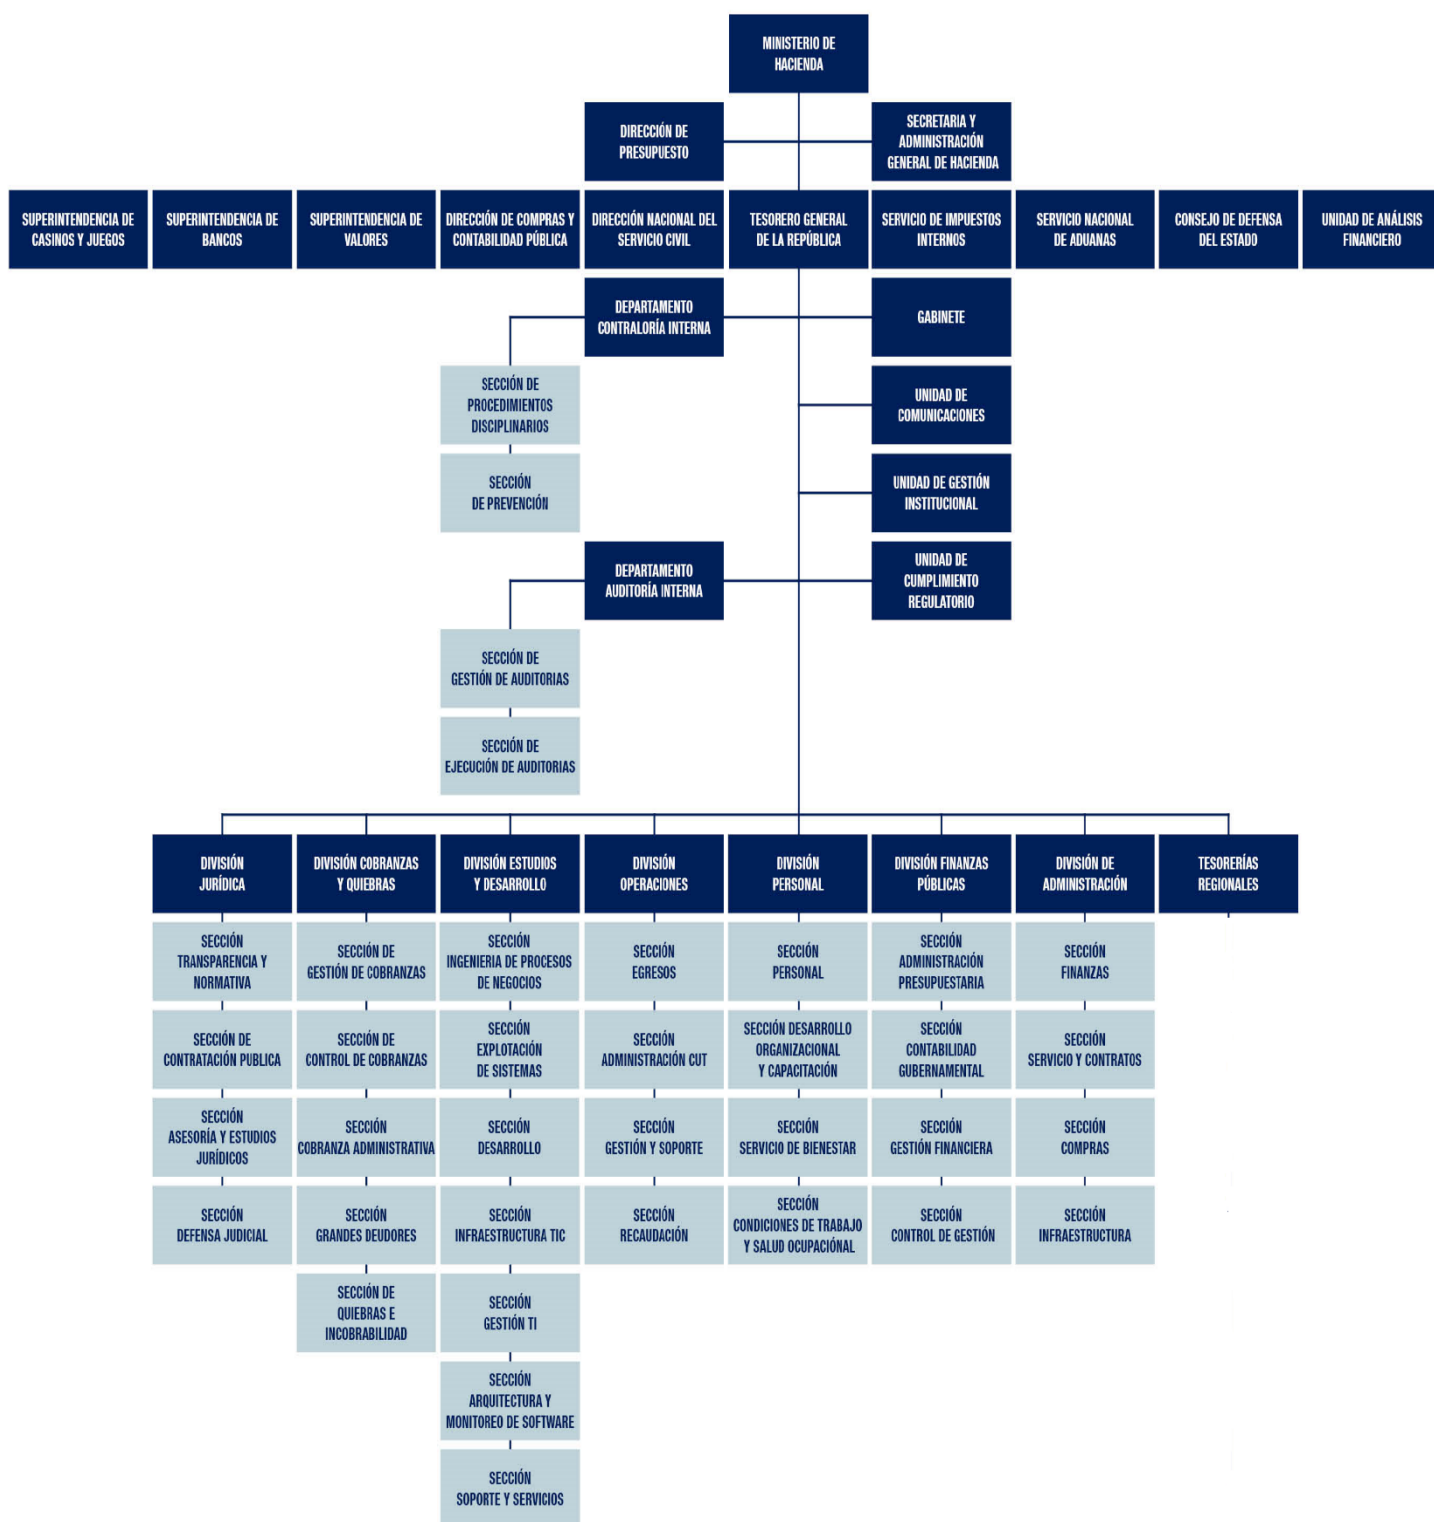 MINISTERIO DE
HACIENDA
DIRECCIÓN DE
PRESUPUESTO
SECRETARIA Y
ADMINISTRACIÓN
GENERAL DE HACIENDA
SUPERINTENDENCIA DE
CASINOS Y JUEGOS
SUPERINTENDENCIA DE
BANCOS
SUPERINTENDENCIA DE
VALORES
DIRECCIÓN DE COMPRAS Y
CONTABILIDAD PÚBLICA
DIRECCIÓN NACIONAL DEL
SERVICIO CIVIL
TESORERO GENERAL
DE LA REPÚBLICA
SERVICIO DE IMPUESTOS
INTERNOS
SERVICIO NACIONAL
DE ADUANAS
CONSEJO DE DEFENSA
DEL ESTADO
UNIDAD DE ANÁLISIS
FINANCIERO
DEPARTAMENTO
CONTRALORÍA INTERNA
GABINETE
SECCIÓN DE
PROCEDIMIENTOS
DISCIPLINARIOS
UNIDAD DE
COMUNICACIONES
SECCIÓN
DE PREVENCIÓN
UNIDAD DE GESTIÓN
INSTITUCIONAL
DEPARTAMENTO
AUDITORÍA INTERNA
UNIDAD DE
CUMPLIMIENTO
REGULATORIO
SECCIÓN DE
GESTIÓN DE AUDITORIAS
SECCIÓN DE
EJECUCIÓN DE AUDITORIAS
DIVISIÓN
JURÍDICA
DIVISIÓN COBRANZAS
Y QUIEBRAS
DIVISIÓN ESTUDIOS
Y DESARROLLO
DIVISIÓN
OPERACIONES
DIVISIÓN
PERSONAL
DIVISIÓN FINANZAS
PÚBLICAS
DIVISIÓN DE
ADMINISTRACIÓN
TESORERÍAS
REGIONALES
SECCIÓN
TRANSPARENCIA Y
NORMATIVA
SECCIÓN DE
GESTIÓN DE COBRANZAS
SECCIÓN
INGENIERIA DE PROCESOS
DE NEGOCIOS
SECCIÓN
EGRESOS
SECCIÓN
PERSONAL
SECCIÓN
ADMINISTRACIÓN
PRESUPUESTARIA
SECCIÓN
FINANZAS
SECCIÓN DE
CONTRATACIÓN PUBLICA
SECCIÓN DE
CONTROL DE COBRANZAS
SECCIÓN
EXPLOTACIÓN
DE SISTEMAS
SECCIÓN
ADMINISTRACIÓN CUT
SECCIÓN DESARROLLO
ORGANIZACIONAL
Y CAPACITACIÓN
SECCIÓN
CONTABILIDAD
GUBERNAMENTAL
SECCIÓN
SERVICIO Y CONTRATOS
SECCIÓN
ASESORÍA Y ESTUDIOS
JURÍDICOS
SECCIÓN
COBRANZA ADMINISTRATIVA
SECCIÓN
DESARROLLO
SECCIÓN
GESTIÓN Y SOPORTE
SECCIÓN
SERVICIO DE BIENESTAR
SECCIÓN
GESTIÓN FINANCIERA
SECCIÓN
COMPRAS
SECCIÓN
DEFENSA JUDICIAL
SECCIÓN
GRANDES DEUDORES
SECCIÓN
INFRAESTRUCTURA TIC
SECCIÓN
RECAUDACIÓN
SECCIÓN
CONDICIONES DE TRABAJO
Y SALUD OCUPACIÓNAL
SECCIÓN
CONTROL DE GESTIÓN
SECCIÓN
INFRAESTRUCTURA
SECCIÓN DE
QUIEBRAS E
INCOBRABILIDAD
SECCIÓN
GESTIÓN TI
SECCIÓN
ARQUITECTURA Y
MONITOREO DE SOFTWARE
SECCIÓN
SOPORTE Y SERVICIOS